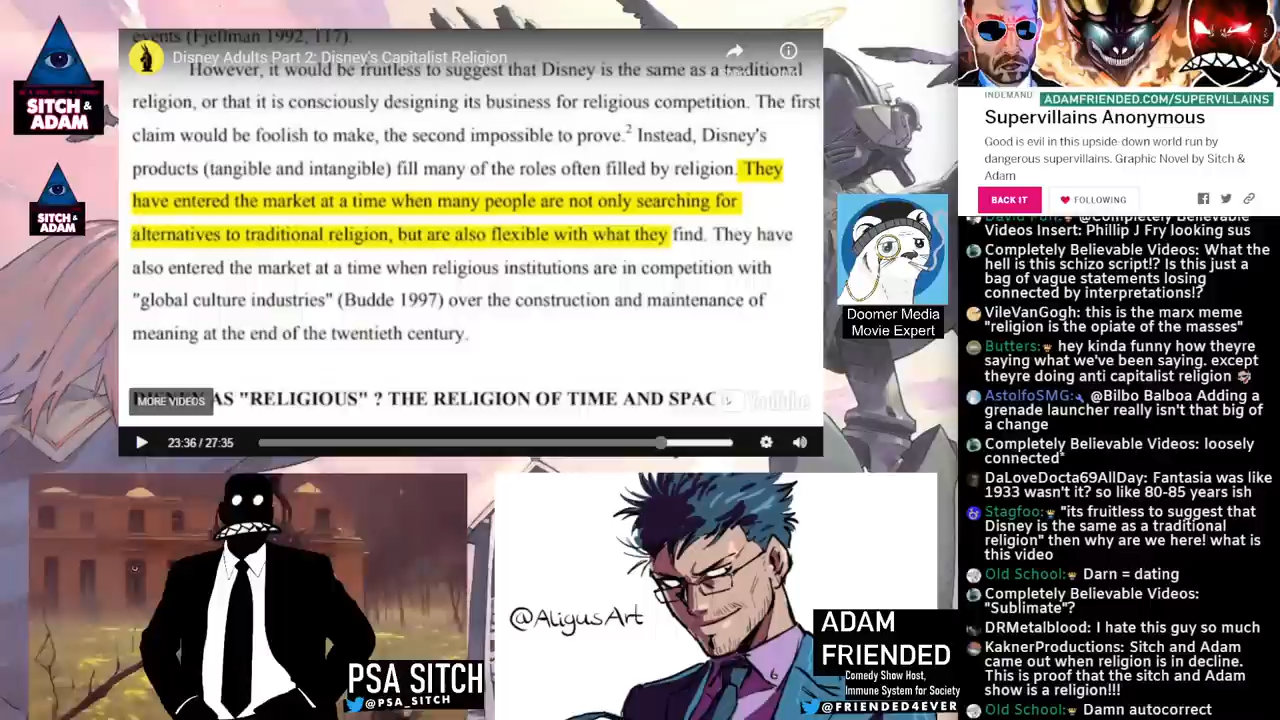 events (Fjellman 1992, 117).
Disney Adults Part 2: Disney's Capitalist Religion
However, it would be fruitless to suggest that Disney is the same as a traditional
religion, or that it is consciously designing its business for religious competition. The first
claim would be foolish to make, the second impossible to prove.2 Instead, Disney's
products (tangible and intangible) fill many of the roles often filled by religion. They
have entered the market at a time when many people are not only searching for
alternatives to traditional religion, but are also flexible with what they find. They have
also entered the market at a time when religious institutions are in competition with
"global culture industries" (Budde 1997) over the construction and maintenance of
meaning at the end of the twentieth century.
AS "RELIGIOUS" ? THE RELIGION OF TIME AND SPAC
MORE VIDEOS
YouTube
23:36 / 27:35
SITCH &
ADAM
SITCH &
ADAM
Doomer Media
Movie Expert
@AligusArt
PSA SITCH
@PSA_SITCH
ADAM
FRIENDED
Comedy Show Host,
Immune System for Society
@FRIENDED4EVER
INDEMAND
ADAMFRIENDED.COM/SUPERVILLAINS
Supervillains Anonymous
Good is evil in this upside-down world run by
dangerous supervillains. Graphic Novel by Sitch &
Adam
BACK IT
FOLLOWING
@Completely Believable
Videos Insert: Phillip J Fry looking sus
Completely Believable Videos: What the
hell is this schizo script!? Is this just a
bag of vague statements losing
connected by interpretations!?
VileVanGogh: this is the marx meme
"religion is the opiate of the masses"
Butters: hey kinda funny how theyre
saying what we've been saying. except
theyre doing anti capitalist religion
AstolfoSMG: @Bilbo Balboa Adding a
grenade launcher really isn't that big of
a change
Completely Believable Videos: loosely
connected*
DaLoveDocta69AllDay: Fantasia was like
1933 wasn't it? so like 80-85 years ish
Stagfoo: "its fruitless to suggest that
Disney is the same as a traditional
religion" then why are we here! what is
this video
Old School: Darn = dating
Completely Believable Videos:
"Sublimate"?
DRMetalblood: I hate this guy so much
KaknerProductions: Sitch and Adam
came out when religion is in decline.
This is proof that the sitch and Adam
show is a religion!!!
Old School: Damn autocorrect